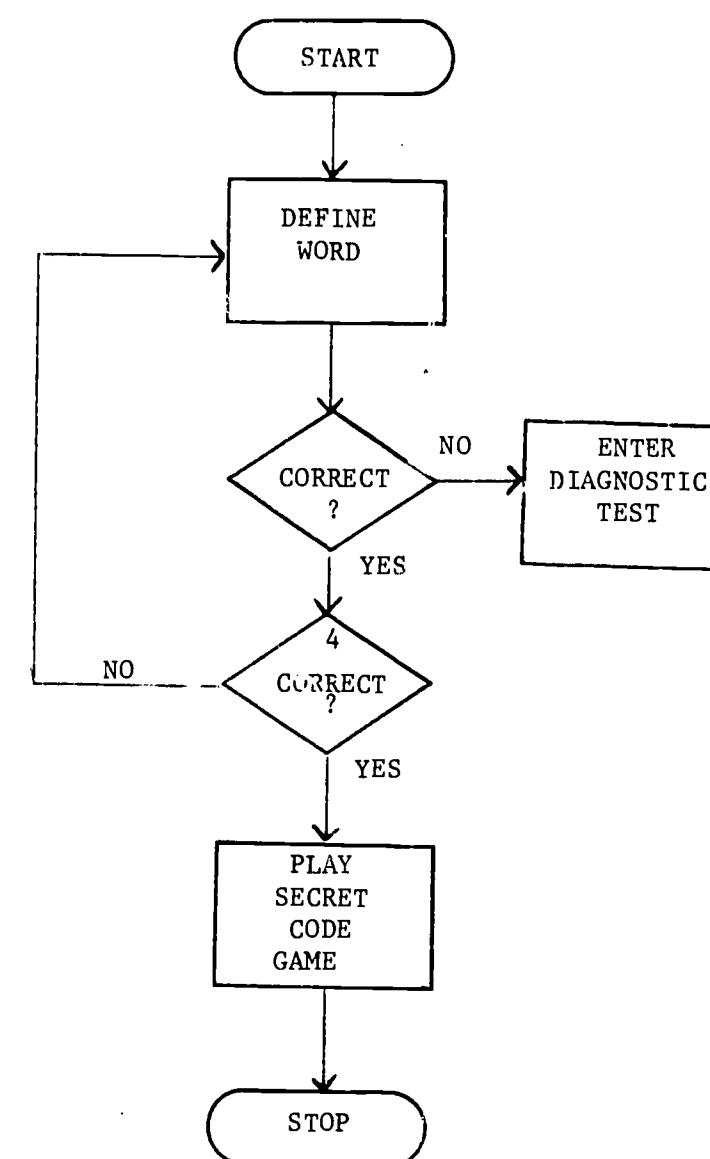 START
DEFINE
WORD
CORRECT
?
NO
ENTER
DIAGNOSTIC
TEST
YES
4
CORRECT
?
NO
YES
PLAY
SECRET
CODE
GAME
STOP